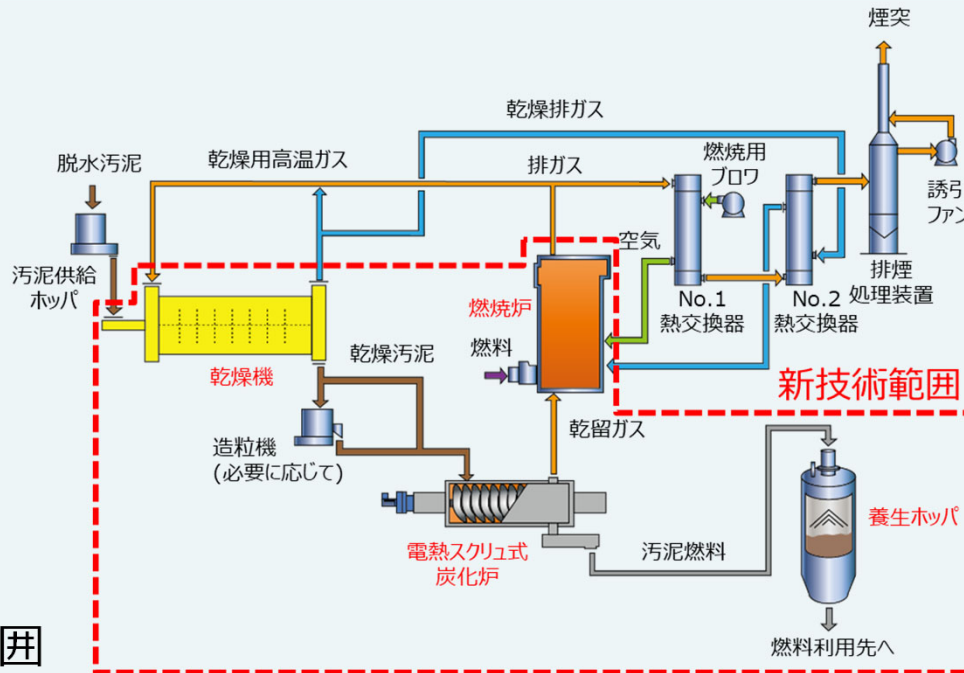 煙突
乾燥排ガス
脱水汚泥
乾燥用高温ガス
排ガス
燃焼用
ブロワ
誘引
ファン
汚泥供給
ホッパ
空気
No.1
熱交換器
No.2
熱交換器
排煙
処理装置
燃焼炉
燃料
乾燥機
乾燥汚泥
新技術範囲
造粒機
(必要に応じて)
乾留ガス
電熱スクリュ式
炭化炉
汚泥燃料
養生ホッパ
燃料利用先へ
囲